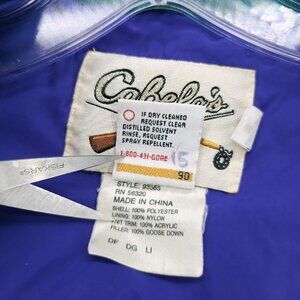 Cabela's
IF DRY CLEANED
REQUEST CLEAR
DISTILLED SOLVENT
RINSE, REQUEST
SPRAY REPELLENT.
1-800-431-GORE
15
90
FISKARS
STYLE: 93565
RN 56320
MADE IN CHINA
SHELL: 100% POLYESTER
LINING: 100% NYLON
KNIT TRIM: 100% ACRYLIC
FILLER: 100% GOOSE DOWN
DF DG LI